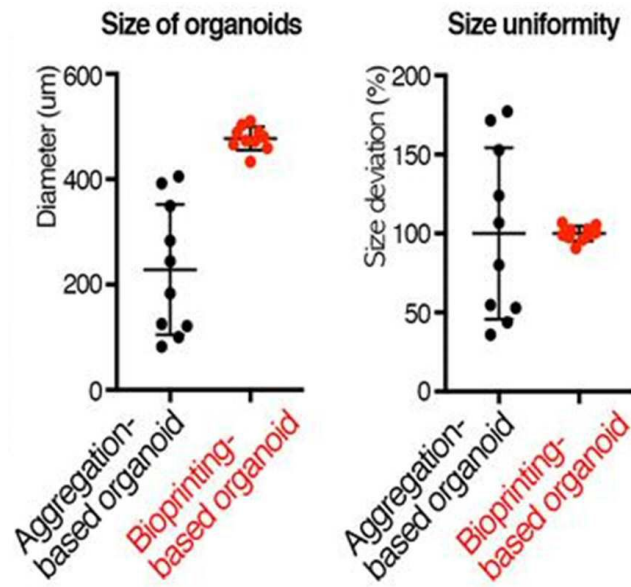 Size of organoids
Diameter (um)
600
400
200
0
Aggregation-
based organoid
Bioprinting-
based organoid
Size uniformity
Size deviation (%)
200
150
100
50
0
Aggregation-
based organoid
Bioprinting-
based organoid